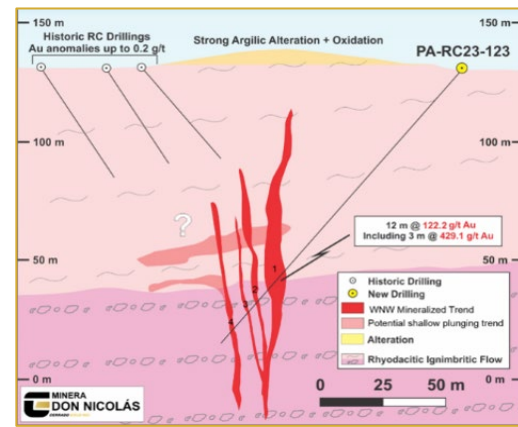 150 m
150 m
Historic RC Drillings
Au anomalies up to 0.2 g/t
Strong Argilic Alteration + Oxidation
PA-RC23-123
100 m
100 m
?
12 m @ 122.2 g/t Au
Including 3 m @ 429.1 g/t Au
1
2
3
4
50 m
50 m
Historic Drilling
New Drilling
WNW Mineralized Trend
Potential shallow plunging trend
Alteration
Rhyodacitic Ignimbritic Flow
0 m
0 m
0 25 50 m
MINERA
DON NICOLÁS